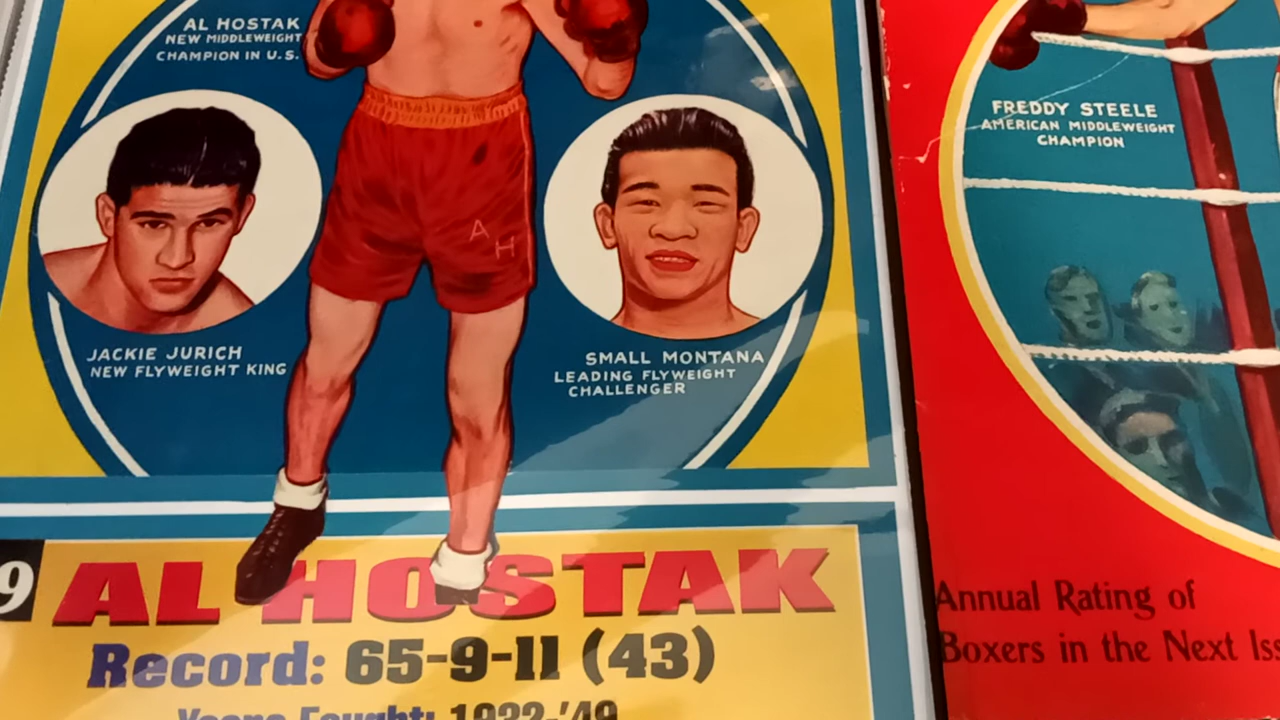 AL HOSTAK
NEW MIDDLEWEIGHT
CHAMPION IN U.S.
JACKIE JURICH
NEW FLYWEIGHT KING
SMALL MONTANA
LEADING FLYWEIGHT
CHALLENGER
A H
9
AL HOSTAK
Record: 65-9-11 (43)
Years Fought: 1932-'49
FREDDY STEELE
AMERICAN MIDDLEWEIGHT
CHAMPION
Annual Rating of
Boxers in the Next